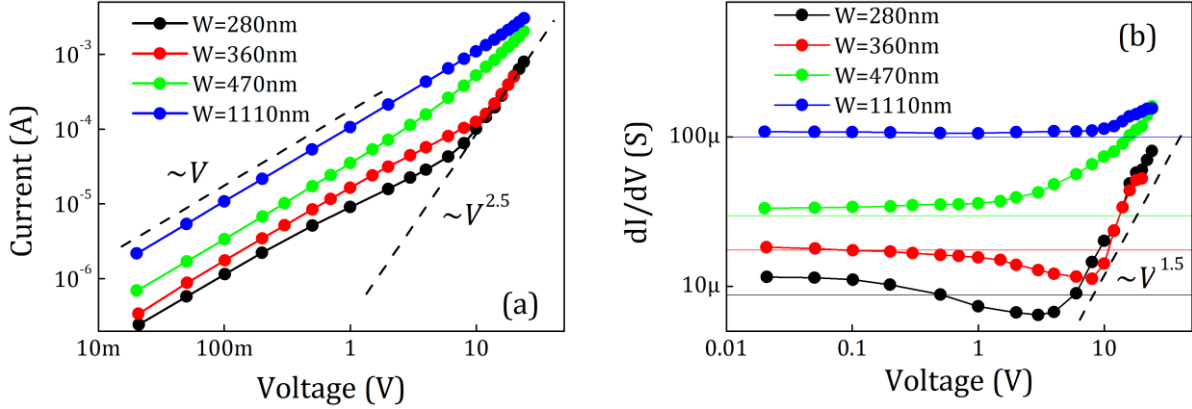 W=280nm
W=360nm
W=470nm
W=1110nm
~V
~V^2.5
(a)
Current (A)
10^-3
10^-4
10^-5
10^-6
10m 100m 1 10
Voltage (V)
W=280nm
W=360nm
W=470nm
W=1110nm
(b)
~V^1.5
dI/dV (S)
100μ
10μ
0.01 0.1 1 10
Voltage (V)